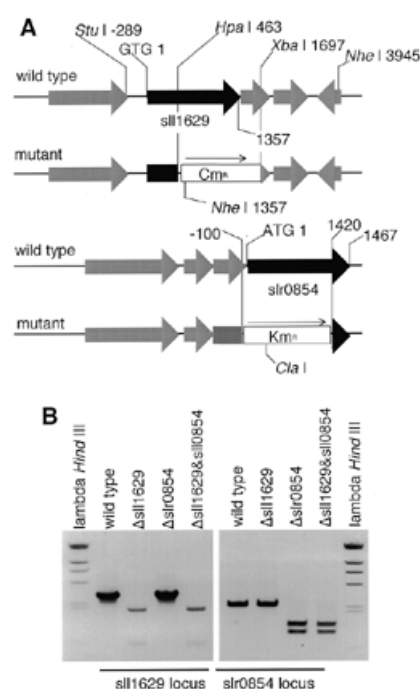 A
Stu I -289
GTG 1
Hpa I 463
Xba I 1697
Nhe I 3945
wild type
sll1629
1357
mutant
CmR
Nhe I 1357
-100
ATG 1
1420
1467
wild type
slr0854
mutant
KmR
Cla I
B
lambda Hind III
wild type
Δsll1629
Δslr0854
Δsll1629&sll0854
wild type
Δsll1629
Δslr0854
Δsll1629&sll0854
lambda Hind III
sll1629 locus
slr0854 locus